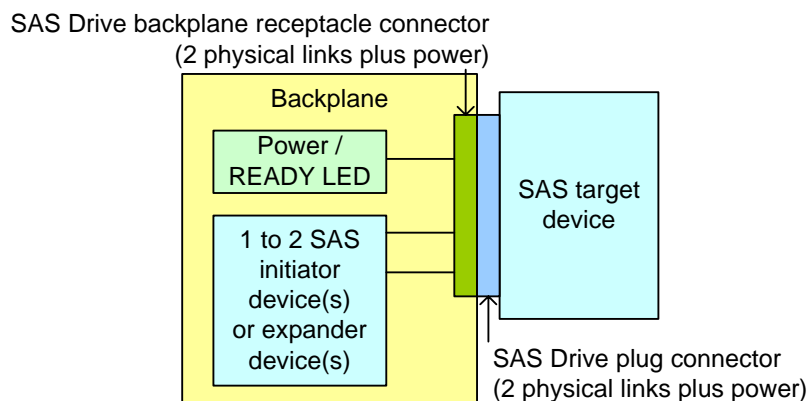 SAS Drive backplane receptacle connector
(2 physical links plus power)
Backplane
Power /
READY LED
SAS target
device
1 to 2 SAS
initiator
device(s)
or expander
device(s)
SAS Drive plug connector
(2 physical links plus power)